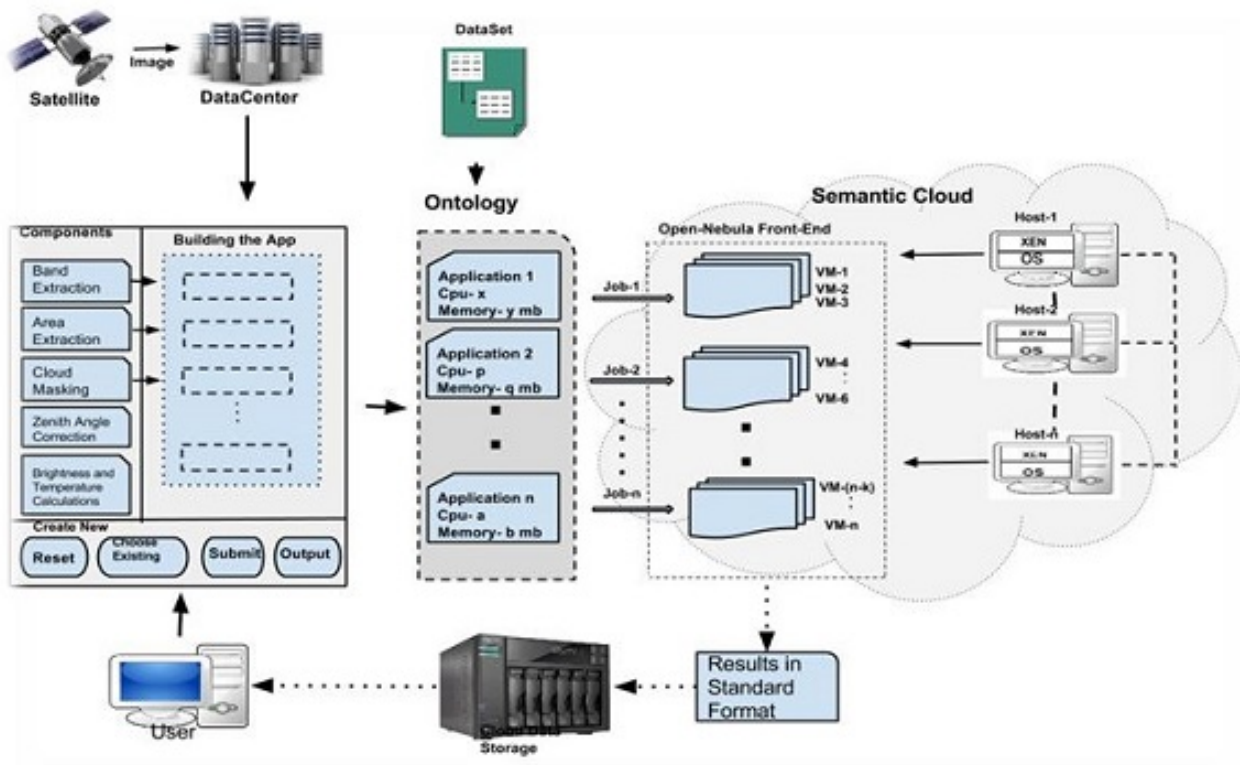 DataSet
Image
Satellite
DataCenter
Ontology
Semantic Cloud
Components
Building the App
Band
Extraction
Area
Extraction
Cloud
Masking
Zenith Angle
Correction
Brightness and
Temperature
Calculations
Create New
Reset
Choose
Existing
Submit
Output
Application 1
Cpu- x
Memory- y mb
Application 2
Cpu- p
Memory- q mb
Application n
Cpu- a
Memory- b mb
Job-1
Job-2
Job-n
Open-Nebula Front-End
VM-1
VM-2
VM-3
VM-4
VM-6
VM-(n-k)
VM-n
Host-1
XEN
OS
Host-2
XEN
OS
Host-n
XEN
OS
Results in
Standard
Format
Storage
User